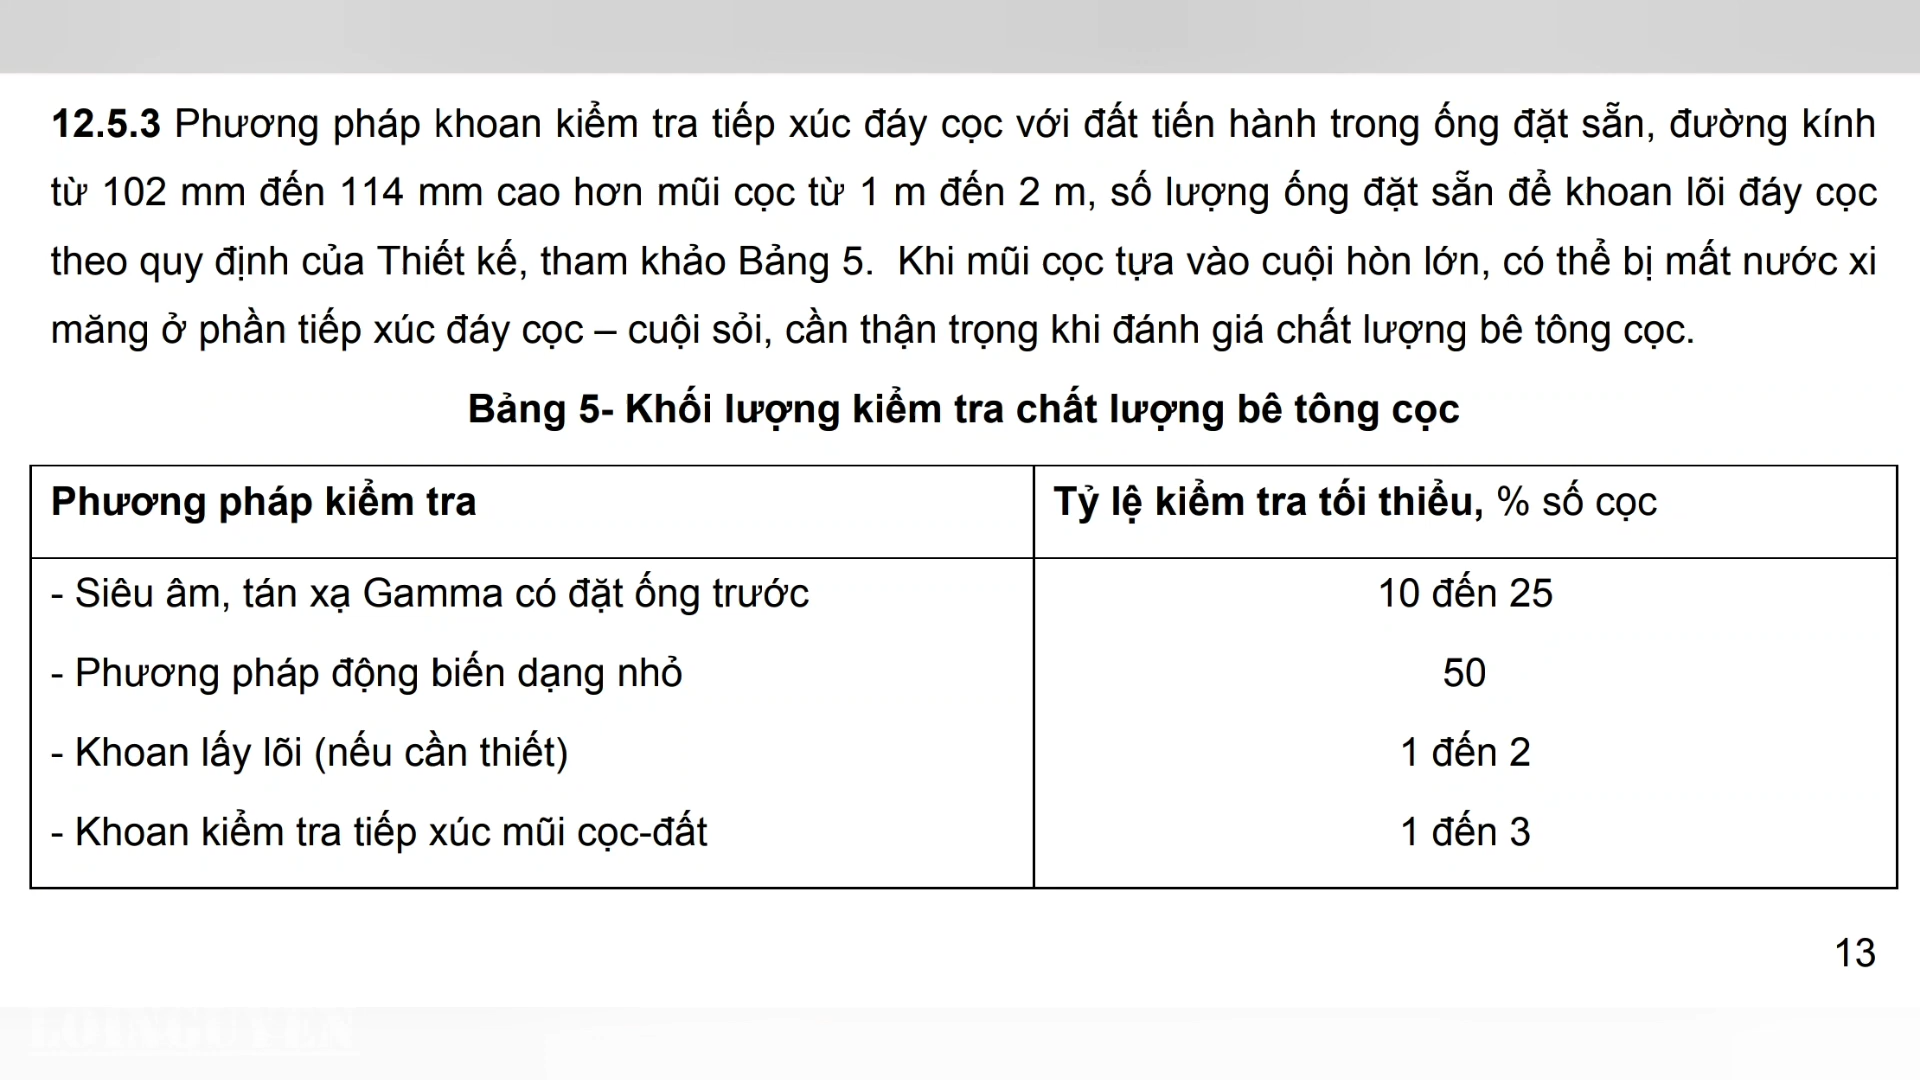 12.5.3 Phương pháp khoan kiểm tra tiếp xúc đáy cọc với đất tiến hành trong ống đặt sẵn, đường kính
từ 102 mm đến 114 mm cao hơn mũi cọc từ 1 m đến 2 m, số lượng ống đặt sẵn để khoan lõi đáy cọc
theo quy định của Thiết kế, tham khảo Bảng 5.  Khi mũi cọc tựa vào cuội hòn lớn, có thể bị mất nước xi
măng ở phần tiếp xúc đáy cọc – cuội sỏi, cần thận trọng khi đánh giá chất lượng bê tông cọc.
Bảng 5- Khối lượng kiểm tra chất lượng bê tông cọc
Phương pháp kiểm tra
Tỷ lệ kiểm tra tối thiểu, % số cọc
- Siêu âm, tán xạ Gamma có đặt ống trước
10 đến 25
- Phương pháp động biến dạng nhỏ
50
- Khoan lấy lõi (nếu cần thiết)
1 đến 2
- Khoan kiểm tra tiếp xúc mũi cọc-đất
1 đến 3
13
LOINGUYEN